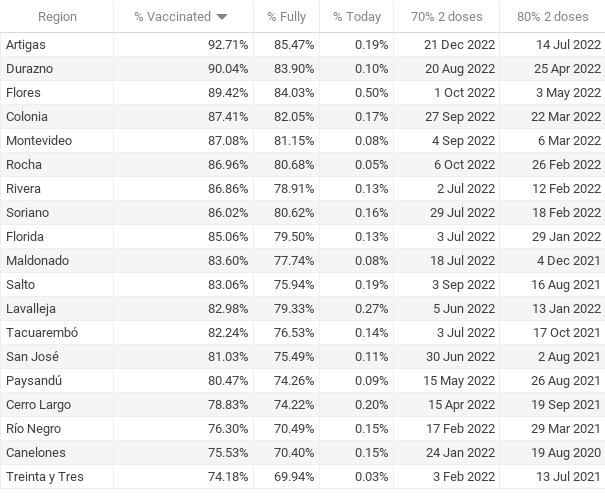 Region % Vaccinated % Fully % Today 70% 2 doses 80% 2 doses
Artigas 92.71% 85.47% 0.19% 21 Dec 2022 14 Jul 2022
Durazno 90.04% 83.90% 0.10% 20 Aug 2022 25 Apr 2022
Flores 89.42% 84.03% 0.50% 1 Oct 2022 3 May 2022
Colonia 87.41% 82.05% 0.17% 27 Sep 2022 22 Mar 2022
Montevideo 87.08% 81.15% 0.08% 4 Sep 2022 6 Mar 2022
Rocha 86.96% 80.68% 0.05% 6 Oct 2022 26 Feb 2022
Rivera 86.86% 78.91% 0.13% 2 Jul 2022 12 Feb 2022
Soriano 86.02% 80.62% 0.16% 29 Jul 2022 18 Feb 2022
Florida 85.06% 79.50% 0.13% 3 Jul 2022 29 Jan 2022
Maldonado 83.60% 77.74% 0.08% 18 Jul 2022 4 Dec 2021
Salto 83.06% 75.94% 0.19% 3 Sep 2022 16 Aug 2021
Lavalleja 82.98% 79.33% 0.27% 5 Jun 2022 13 Jan 2022
Tacuarembó 82.24% 76.53% 0.14% 3 Jul 2022 17 Oct 2021
San José 81.03% 75.49% 0.11% 30 Jun 2022 2 Aug 2021
Paysandú 80.47% 74.26% 0.09% 15 May 2022 26 Aug 2021
Cerro Largo 78.83% 74.22% 0.20% 15 Apr 2022 19 Sep 2021
Río Negro 76.30% 70.49% 0.15% 17 Feb 2022 29 Mar 2021
Canelones 75.53% 70.40% 0.15% 24 Jan 2022 19 Aug 2020
Treinta y Tres 74.18% 69.94% 0.03% 3 Feb 2022 13 Jul 2021